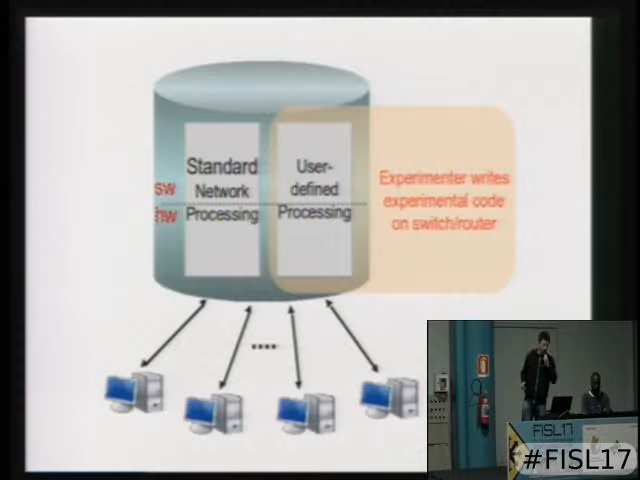 Standard
Network
Processing
User-
defined
Processing
sw
hw
Experimenter writes
experimental code
on switch/router
....
FISL17
#FISL17